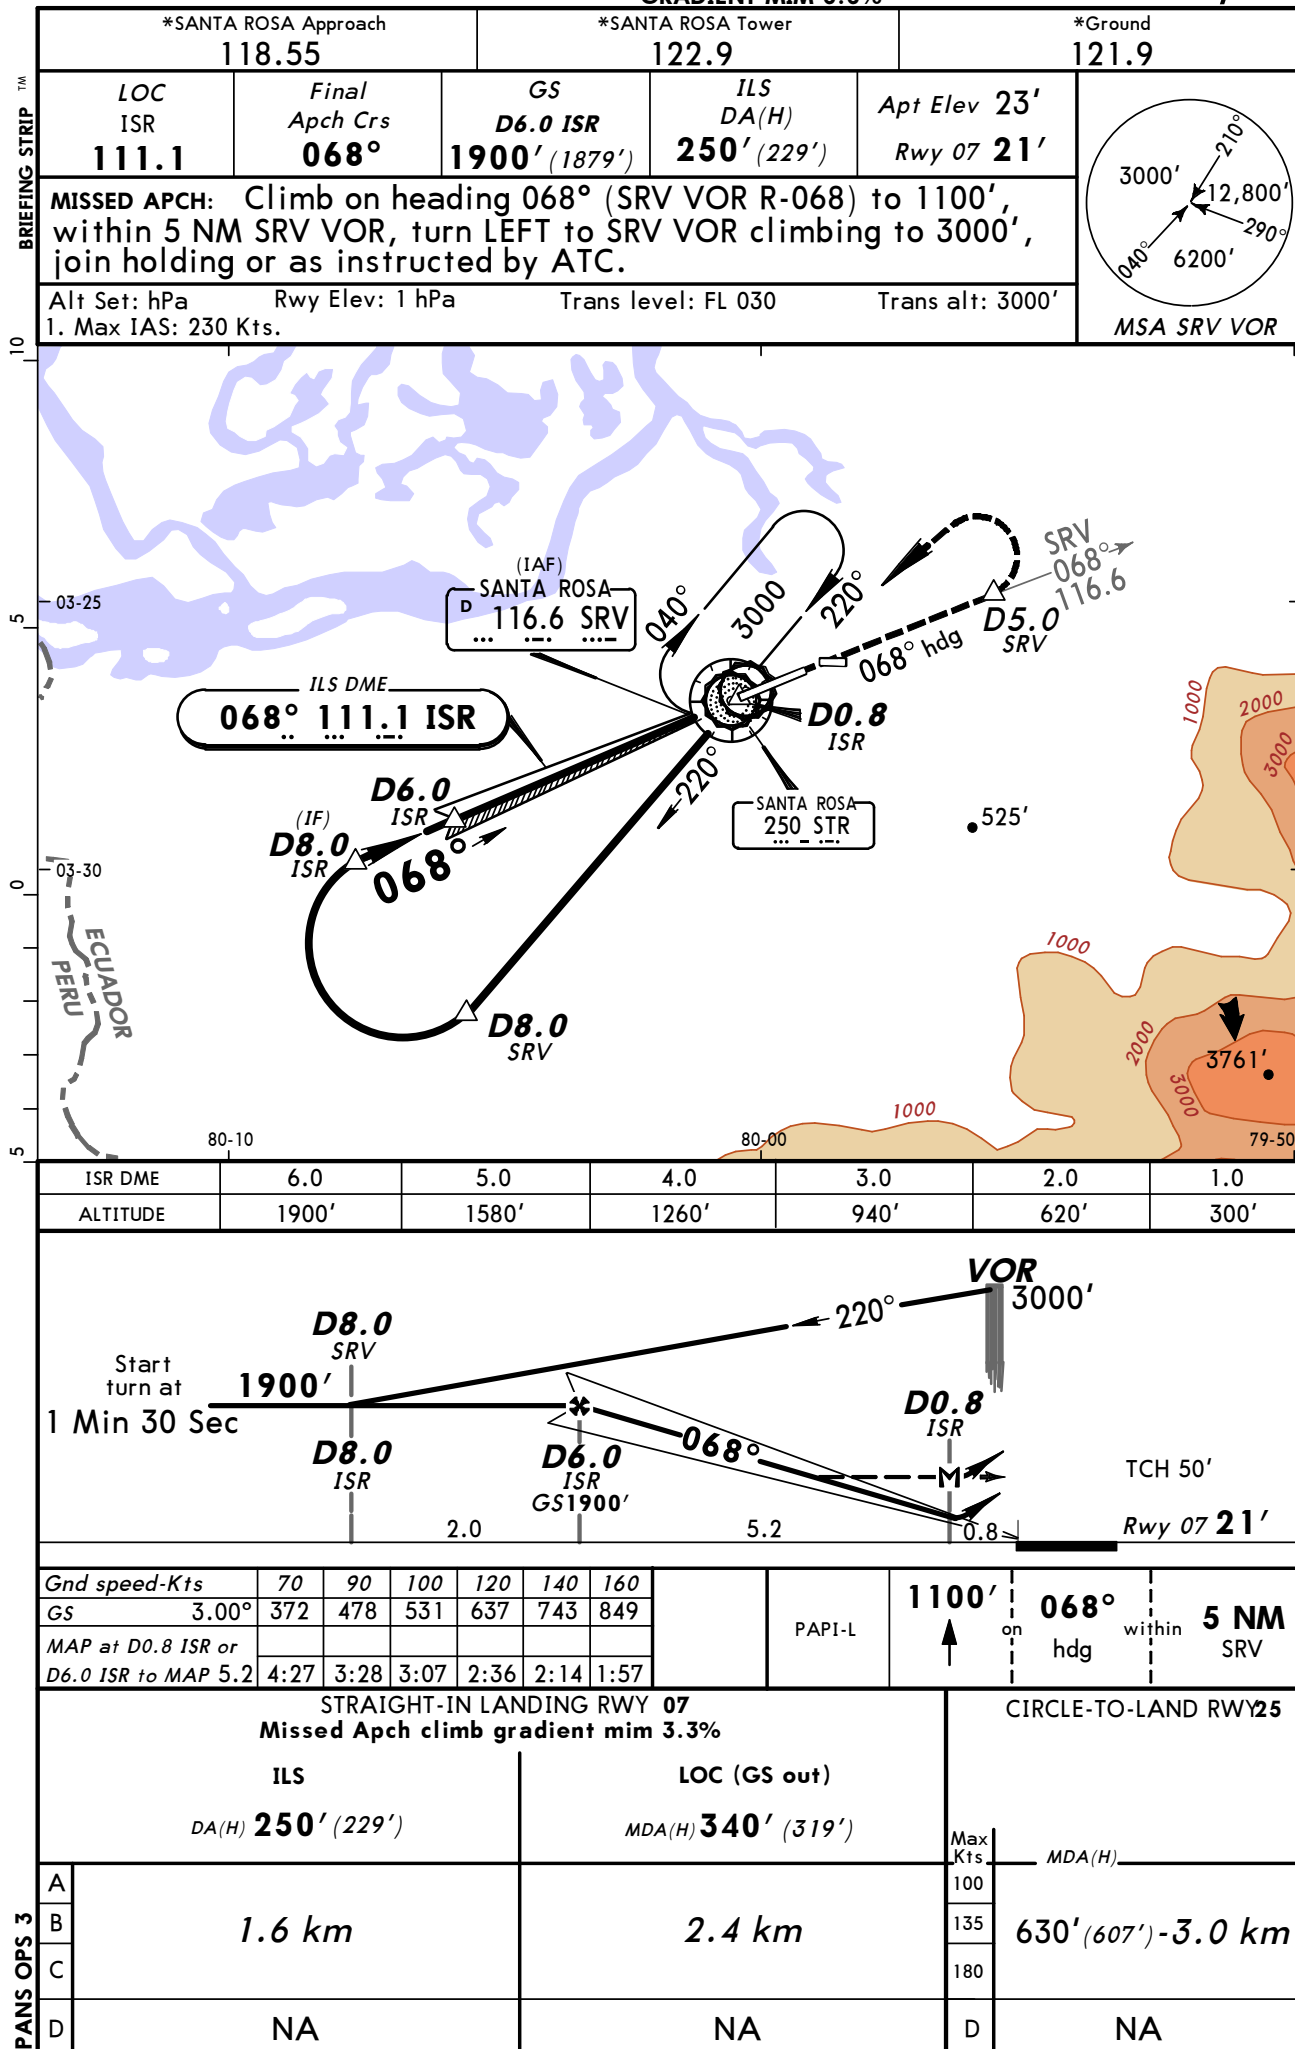 *SANTA ROSA Approach
118.55
*SANTA ROSA Tower
122.9
*Ground
121.9
BRIEFING STRIP TM
LOC
ISR
111.1
Final
Apch Crs
068°
GS
D6.0 ISR
1900' (1879')
ILS
DA(H)
250' (229')
Apt Elev 23'
Rwy 07 21'
MISSED APCH: Climb on heading 068° (SRV VOR R-068) to 1100',
within 5 NM SRV VOR, turn LEFT to SRV VOR climbing to 3000',
join holding or as instructed by ATC.
Alt Set: hPa Rwy Elev: 1 hPa Trans level: FL 030 Trans alt: 3000'
1. Max IAS: 230 Kts.
210°
3000'
12,800'
290°
040°
6200'
MSA SRV VOR
10
5
0
5
03-25
03-30
80-10
80-00
79-50
(IAF)
SANTA ROSA
D 116.6 SRV
040°
3000
220°
SRV
068°
116.6
D5.0
SRV
068° hdg
ILS DME
068° 111.1 ISR
D0.8
ISR
220°
D6.0
ISR
(IF)
D8.0
ISR
068°
SANTA ROSA
250 STR
525'
1000
2000
3000
ECUADOR
PERU
D8.0
SRV
1000
2000
3000
3761'
1000
ISR DME 6.0 5.0 4.0 3.0 2.0 1.0
ALTITUDE 1900' 1580' 1260' 940' 620' 300'
VOR
3000'
220°
D8.0
SRV
Start
turn at
1 Min 30 Sec
1900'
D8.0
ISR
D6.0
ISR
GS1900'
068°
D0.8
ISR
M
TCH 50'
Rwy 07 21'
2.0 5.2 0.8
Gnd speed-Kts 70 90 100 120 140 160
GS 3.00° 372 478 531 637 743 849
MAP at D0.8 ISR or
D6.0 ISR to MAP 5.2 4:27 3:28 3:07 2:36 2:14 1:57
PAPI-L
1100'
on
068°
hdg
within
5 NM
SRV
STRAIGHT-IN LANDING RWY 07
Missed Apch climb gradient mim 3.3%
ILS
DA(H) 250' (229')
LOC (GS out)
MDA(H) 340' (319')
CIRCLE-TO-LAND RWY25
Max
Kts
MDA(H)
A
B
C
D
1.6 km
2.4 km
100
135
180
630' (607') - 3.0 km
NA
NA
D
NA
PANS OPS 3